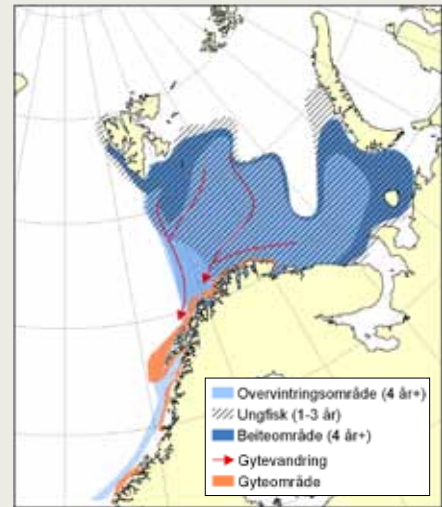 Overvintringsområde (4 år+)
Ungfisk (1-3 år)
Beiteområde (4 år+)
Gytevandring
Gyteområde